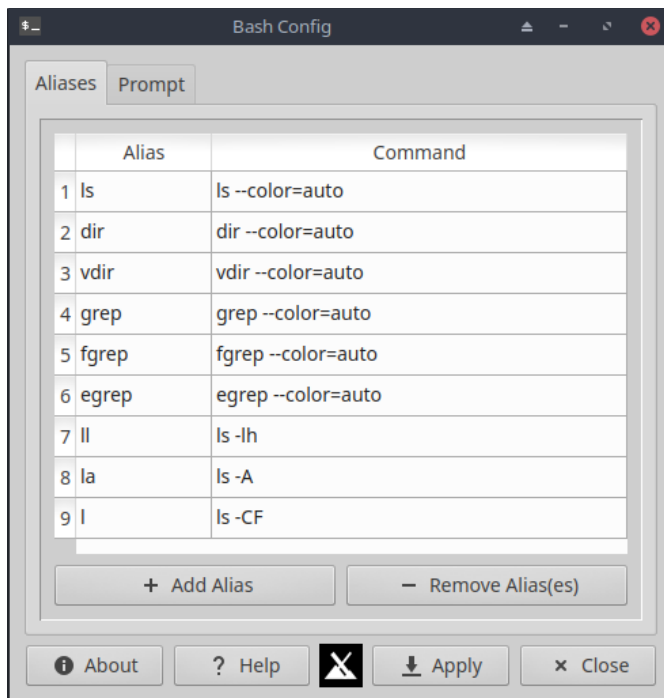 $_ Bash Config
Aliases Prompt
Alias Command
1 ls ls --color=auto
2 dir dir --color=auto
3 vdir vdir --color=auto
4 grep grep --color=auto
5 fgrep fgrep --color=auto
6 egrep egrep --color=auto
7 ll ls -lh
8 la ls -A
9 l ls -CF
+ Add Alias − Remove Alias(es)
About ? Help Apply × Close